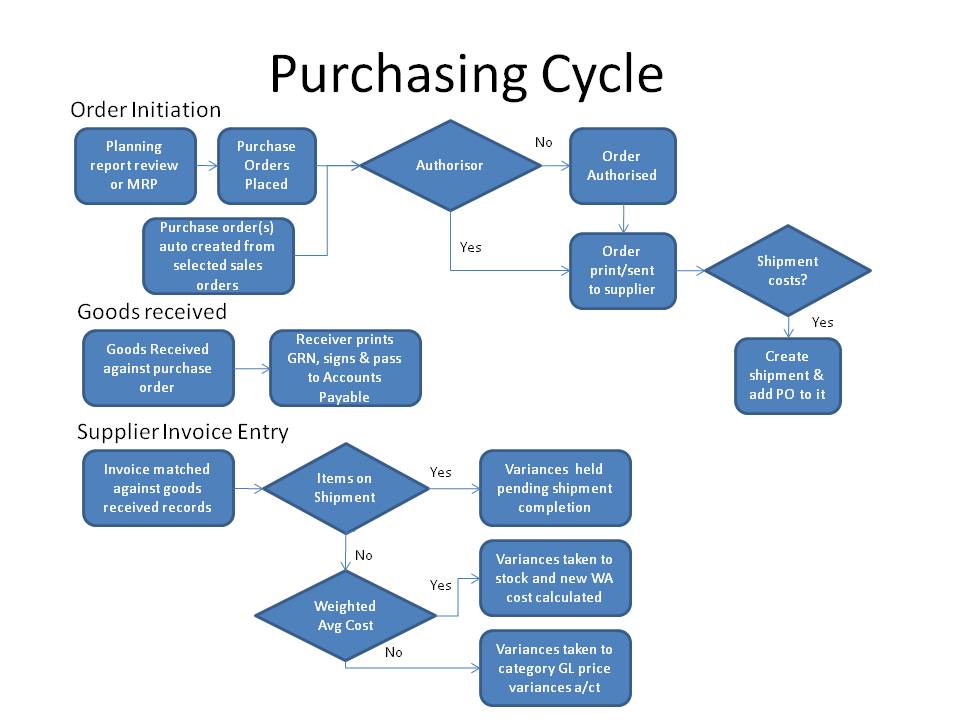 Purchasing Cycle
Order Initiation
Planning
report review
or MRP
Purchase
Orders
Placed
Authorisor
No
Order
Authorised
Purchase order(s)
auto created from
selected sales
orders
Yes
Order
print/sent
to supplier
Shipment
costs?
Yes
Create
shipment &
add PO to it
Goods received
Goods Received
against purchase
order
Receiver prints
GRN, signs & pass
to Accounts
Payable
Supplier Invoice Entry
Invoice matched
against goods
received records
Items on
Shipment
Yes
Variances held
pending shipment
completion
No
Weighted
Avg Cost
Yes
Variances taken to
stock and new WA
cost calculated
No
Variances taken to
category GL price
variances a/ct